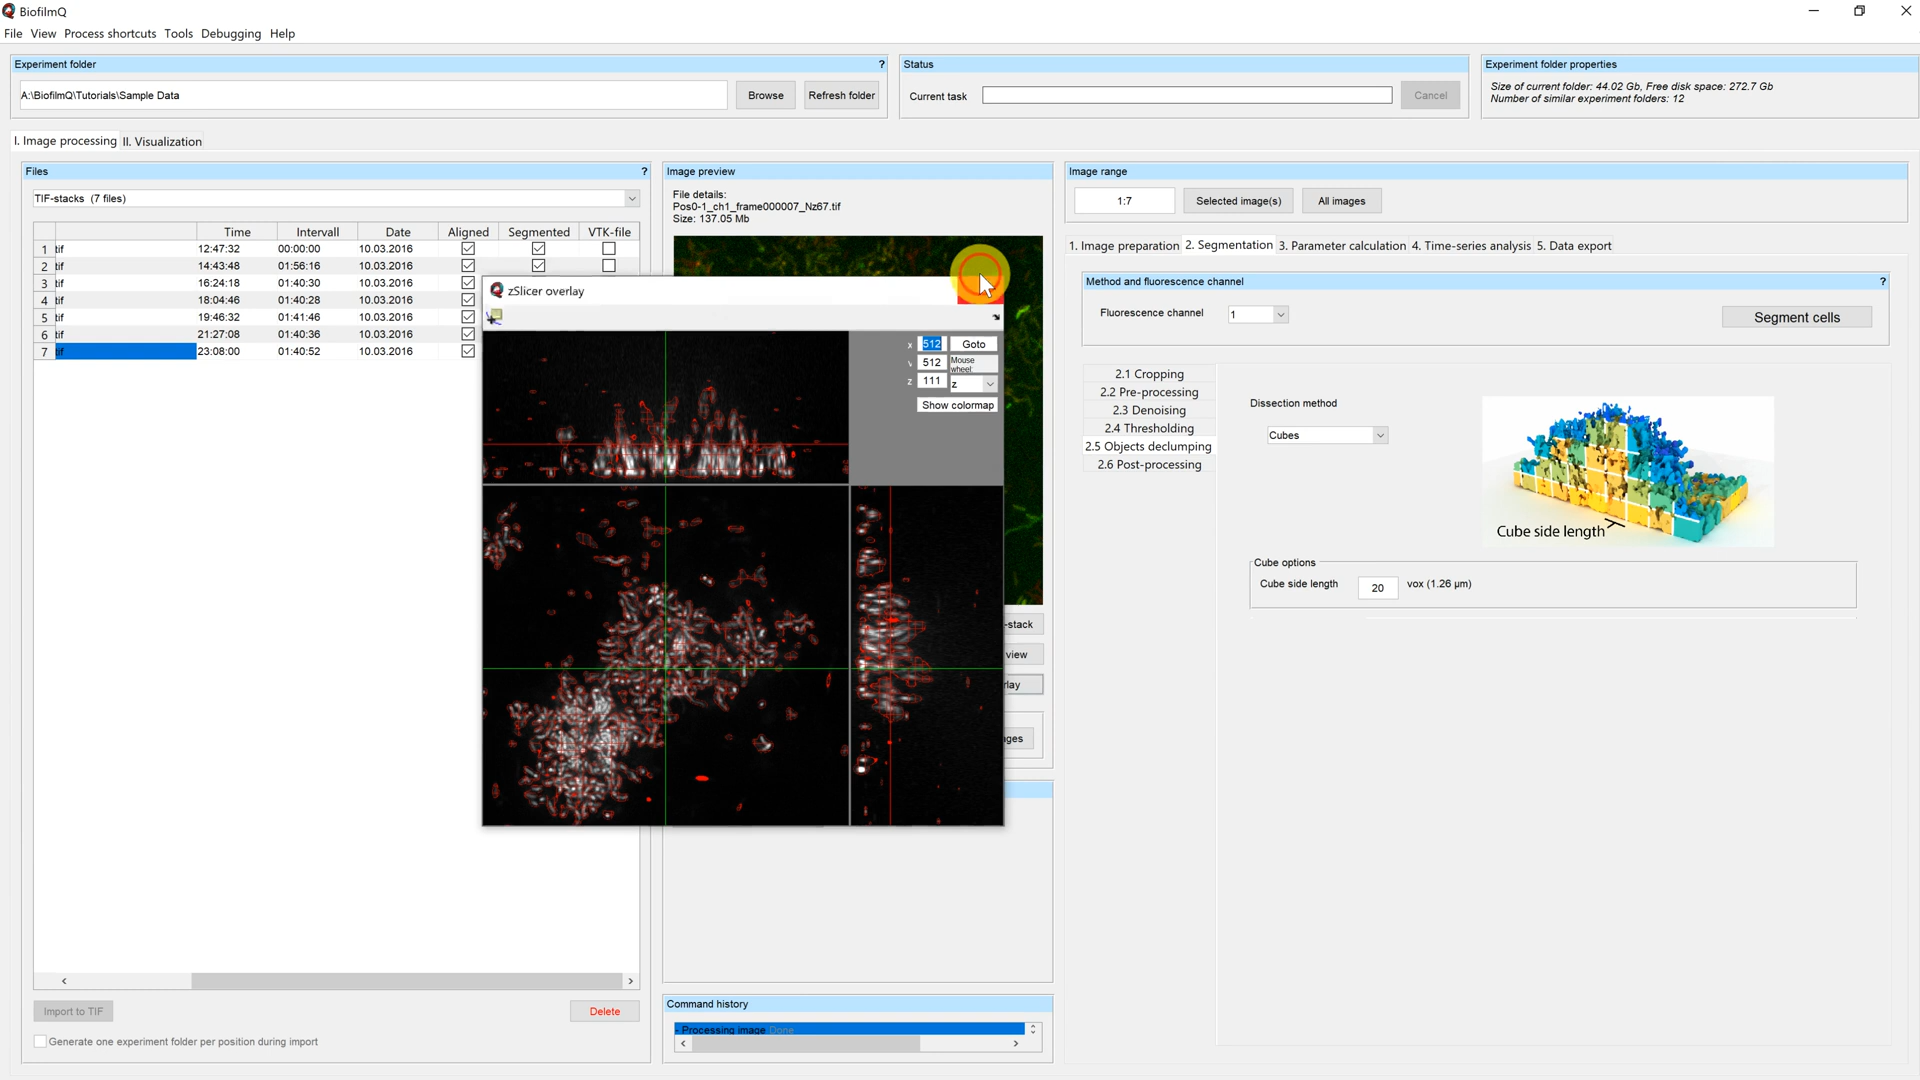 BiofilmQ
File View Process shortcuts Tools Debugging Help
Experiment folder ?
A:\BiofilmQ\Tutorials\Sample Data
Browse
Refresh folder
Status
Current task
Cancel
Experiment folder properties
Size of current folder: 44.02 Gb, Free disk space: 272.7 Gb
Number of similar experiment folders: 12
I. Image processing II. Visualization
Files ?
TIF-stacks (7 files)
Time Intervall Date Aligned Segmented VTK-file
1 tif 12:47:32 00:00:00 10.03.2016
2 tif 14:43:48 01:56:16 10.03.2016
3 tif 16:24:18 01:40:30 10.03.2016
4 tif 18:04:46 01:40:28 10.03.2016
5 tif 19:46:32 01:41:46 10.03.2016
6 tif 21:27:08 01:40:36 10.03.2016
7 tif 23:08:00 01:40:52 10.03.2016
Import to TIF
Delete
Generate one experiment folder per position during import
Image preview
File details:
Pos0-1_ch1_frame000007_Nz67.tif
Size: 137.05 Mb
zSlicer overlay
x 512 Goto
512 Mouse wheel:
z 111 z
Show colormap
-stack
view
lay
ges
Command history
- Processing image Done
Image range
1:7
Selected image(s)
All images
1. Image preparation 2. Segmentation 3. Parameter calculation 4. Time-series analysis 5. Data export
Method and fluorescence channel ?
Fluorescence channel 1
Segment cells
2.1 Cropping
2.2 Pre-processing
2.3 Denoising
2.4 Thresholding
2.5 Objects declumping
2.6 Post-processing
Dissection method
Cubes
Cube side length
Cube options
Cube side length 20 vox (1.26 µm)